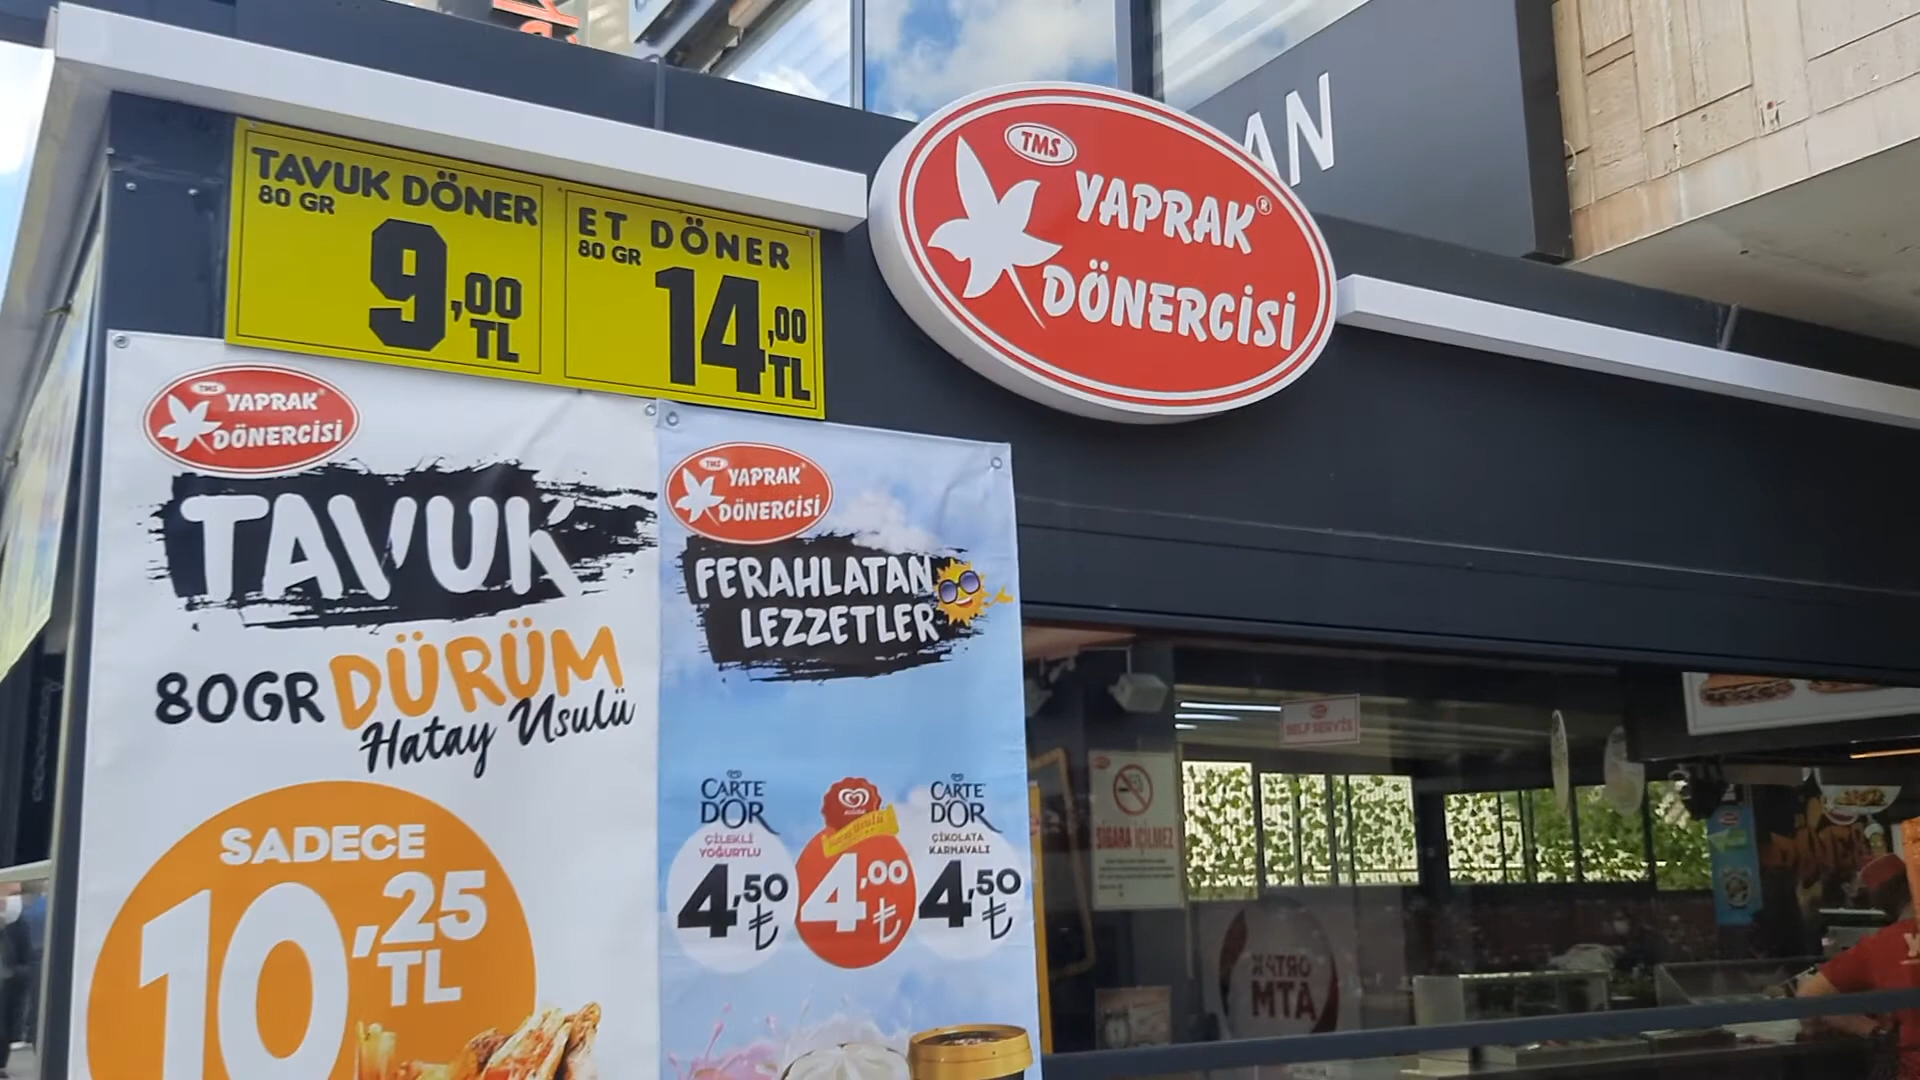 TAVUK DÖNER
80 GR
9,00
TL
ET DÖNER
80 GR
14,00
TL
TMS
YAPRAK®
DÖNERCİSİ
AN
TMS
YAPRAK®
DÖNERCİSİ
TAVUK
80GR DÜRÜM
Hatay Usulü
SADECE
10,25
TL
TMS
YAPRAK®
DÖNERCİSİ
FERAHLATAN
LEZZETLER
CARTE
D'OR
ÇİLEKLİ
YOĞURTLU
4,50
₺
4,00
₺
CARTE
D'OR
ÇİKOLATA
KARNAVALI
4,50
₺
SELF SERVİS
SİGARA İÇİLMEZ
MTA